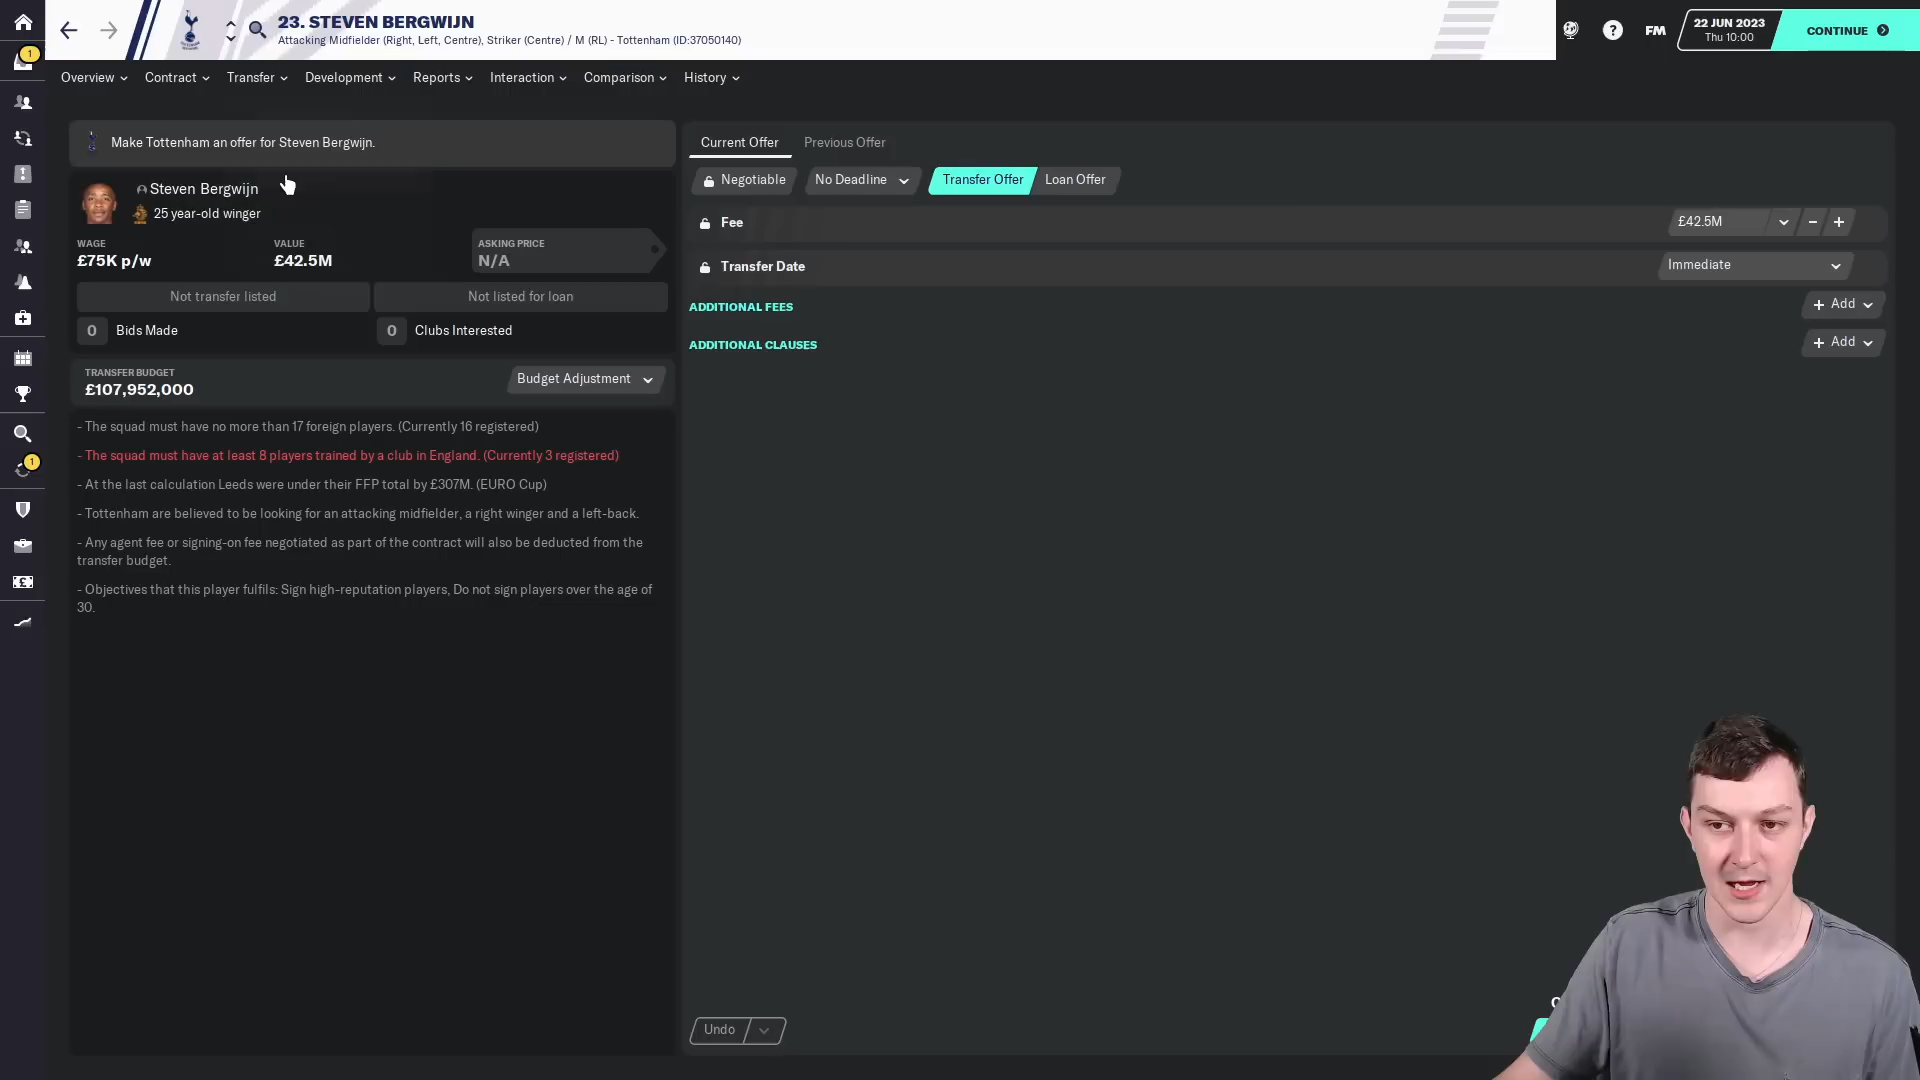 23. STEVEN BERGWIJN
Attacking Midfielder (Right, Left, Centre), Striker (Centre) / M (RL) - Tottenham (ID:37050140)
FM
22 JUN 2023
Thu 10:00
CONTINUE
1
Overview
Contract
Transfer
Development
Reports
Interaction
Comparison
History
Make Tottenham an offer for Steven Bergwijn.
Steven Bergwijn
25 year-old winger
WAGE
£75K p/w
VALUE
£42.5M
ASKING PRICE
N/A
Not transfer listed
Not listed for loan
0 Bids Made
0 Clubs Interested
TRANSFER BUDGET
£107,952,000
Budget Adjustment
- The squad must have no more than 17 foreign players. (Currently 16 registered)
- The squad must have at least 8 players trained by a club in England. (Currently 3 registered)
- At the last calculation Leeds were under their FFP total by £307M. (EURO Cup)
- Tottenham are believed to be looking for an attacking midfielder, a right winger and a left-back.
- Any agent fee or signing-on fee negotiated as part of the contract will also be deducted from the
transfer budget.
- Objectives that this player fulfils: Sign high-reputation players, Do not sign players over the age of
30.
1
Current Offer
Previous Offer
Negotiable
No Deadline
Transfer Offer
Loan Offer
Fee
£42.5M
Transfer Date
Immediate
ADDITIONAL FEES
+ Add
ADDITIONAL CLAUSES
+ Add
Undo